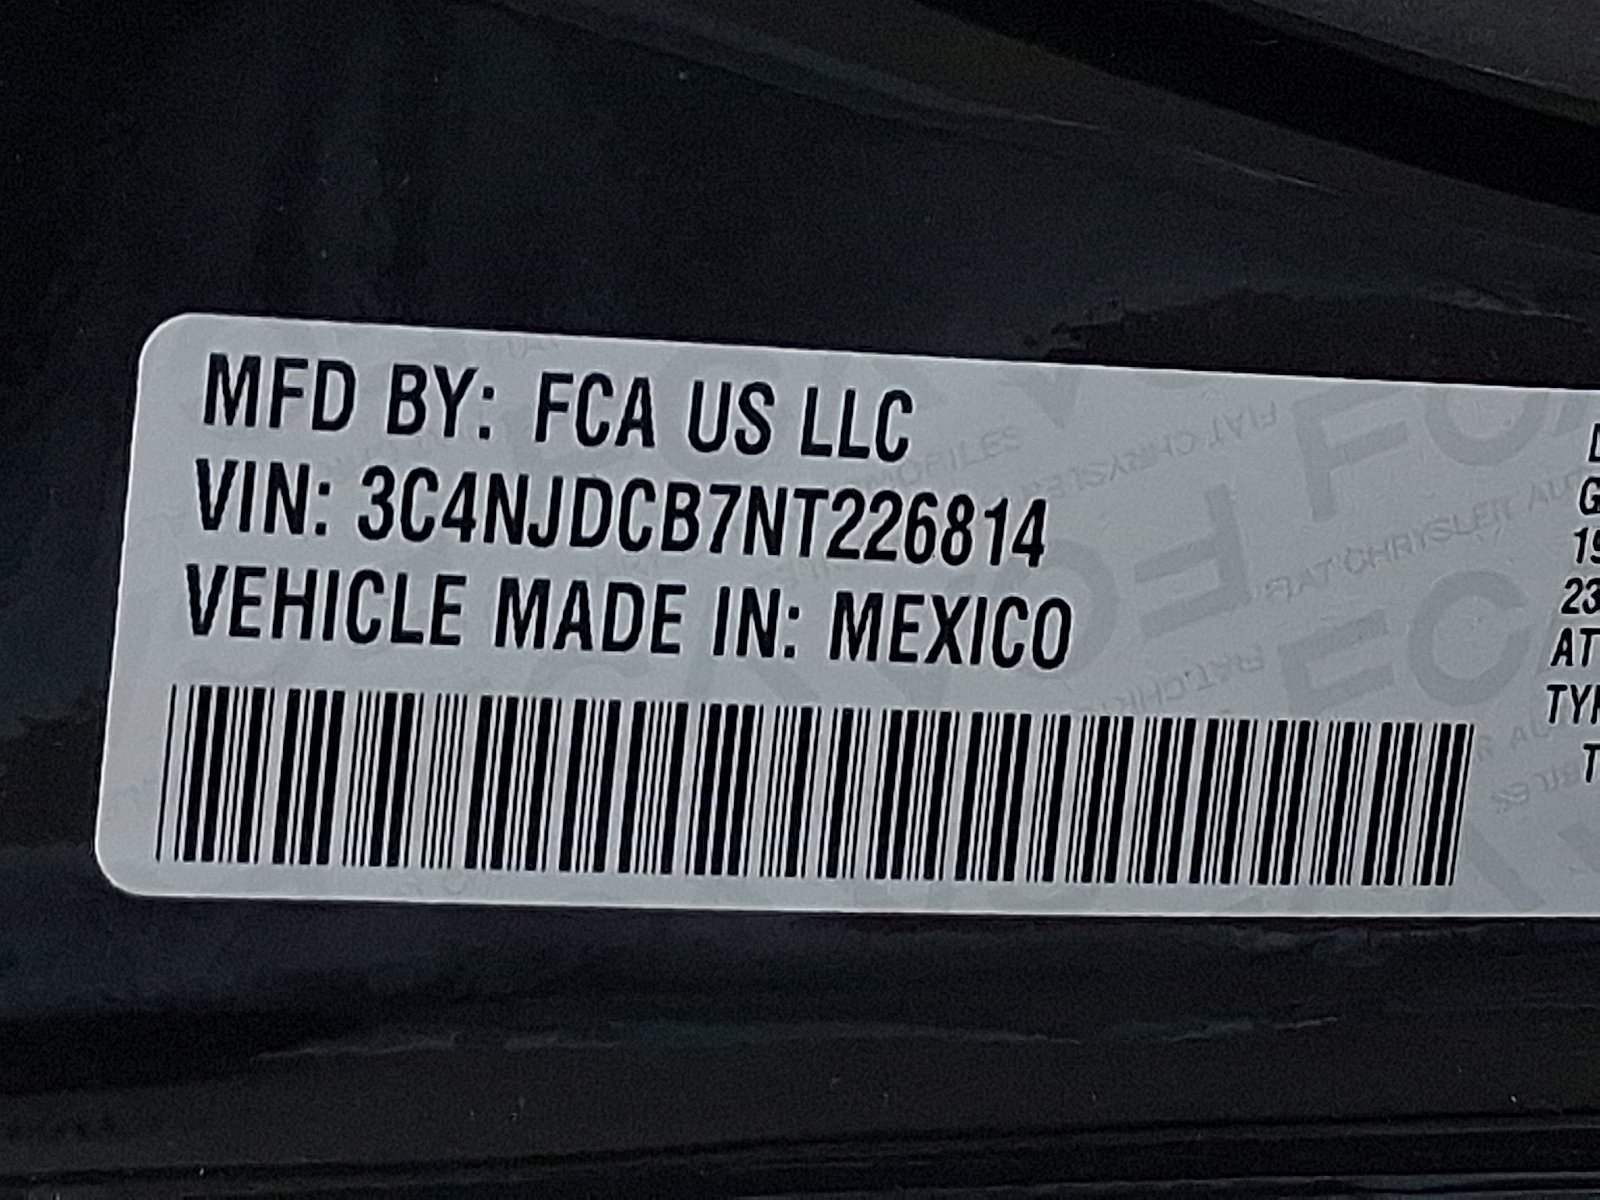 MFD BY: FCA US LLC
VIN: 3C4NJDCB7NT226814
VEHICLE MADE IN: MEXICO